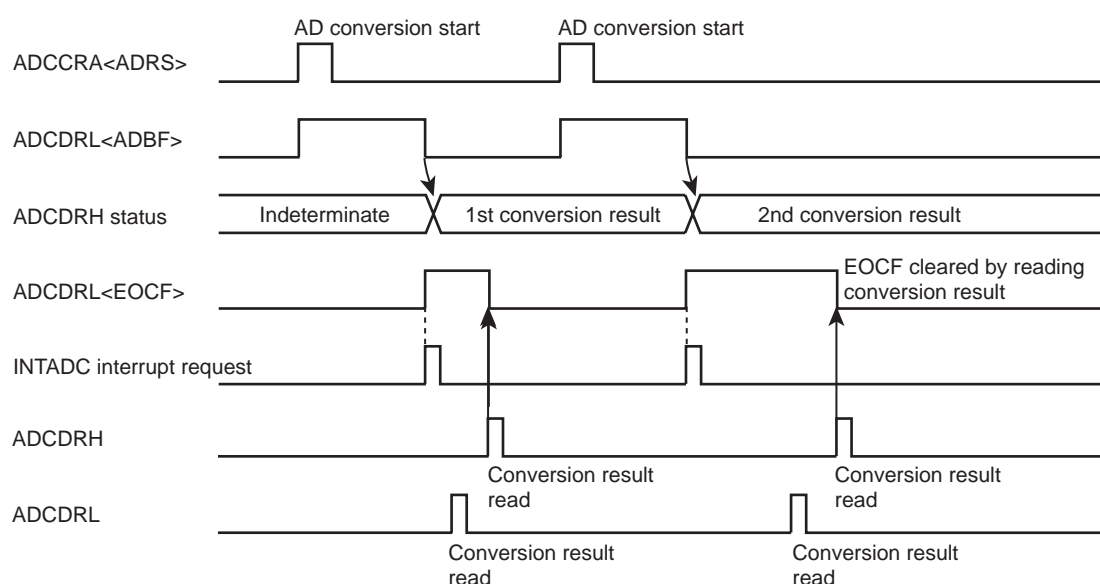 AD conversion start
AD conversion start
ADCCRA<ADRS>
ADCDRL<ADBF>
ADCDRH status
Indeterminate
1st conversion result
2nd conversion result
ADCDRL<EOCF>
EOCF cleared by reading
conversion result
INTADC interrupt request
ADCDRH
Conversion result
read
Conversion result
read
ADCDRL
Conversion result
read
Conversion result
read